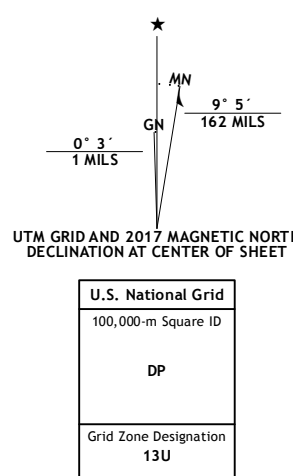 ★
MN
GN
9° 5´
162 MILS
0° 3´
1 MILS
UTM GRID AND 2017 MAGNETIC NORTH
DECLINATION AT CENTER OF SHEET
U.S. National Grid
100,000-m Square ID
DP
Grid Zone Designation
13U